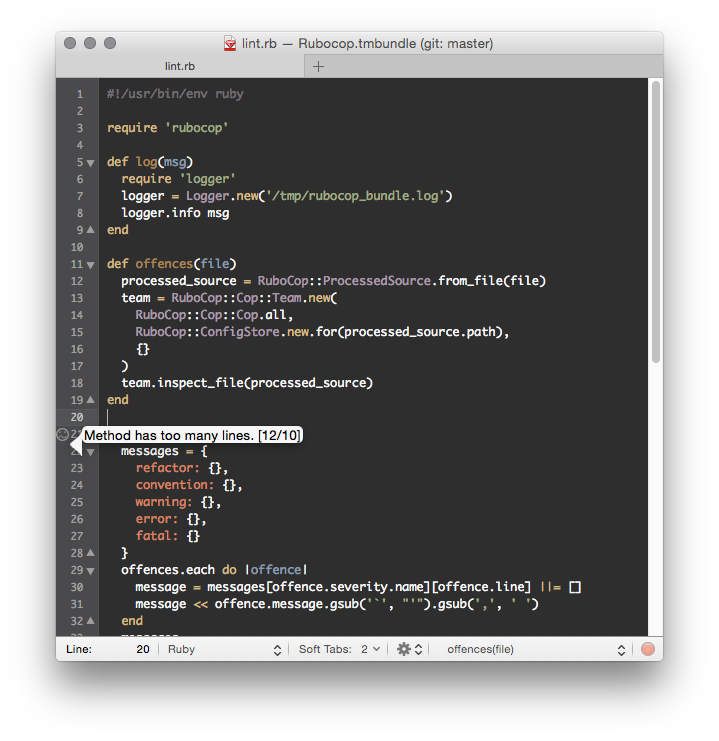 lint.rb — Rubocop.tmbundle (git: master)
lint.rb
1 #!/usr/bin/env ruby
2
3 require 'rubocop'
4
5 def log(msg)
6 require 'logger'
7 logger = Logger.new('/tmp/rubocop_bundle.log')
8 logger.info msg
9 end
10
11 def offences(file)
12 processed_source = RuboCop::ProcessedSource.from_file(file)
13 team = RuboCop::Cop::Team.new(
14 RuboCop::Cop::Cop.all,
15 RuboCop::ConfigStore.new.for(processed_source.path),
16 {}
17 )
18 team.inspect_file(processed_source)
19 end
20
Method has too many lines. [12/10]
messages = {
23 refactor: {},
24 convention: {},
25 warning: {},
26 error: {},
27 fatal: {}
28 }
29 offences.each do |offence|
30 message = messages[offence.severity.name][offence.line] ||= []
31 message << offence.message.gsub('`', "'").gsub(',', ' ')
32 end
Line: 20 Ruby Soft Tabs: 2 offences(file)